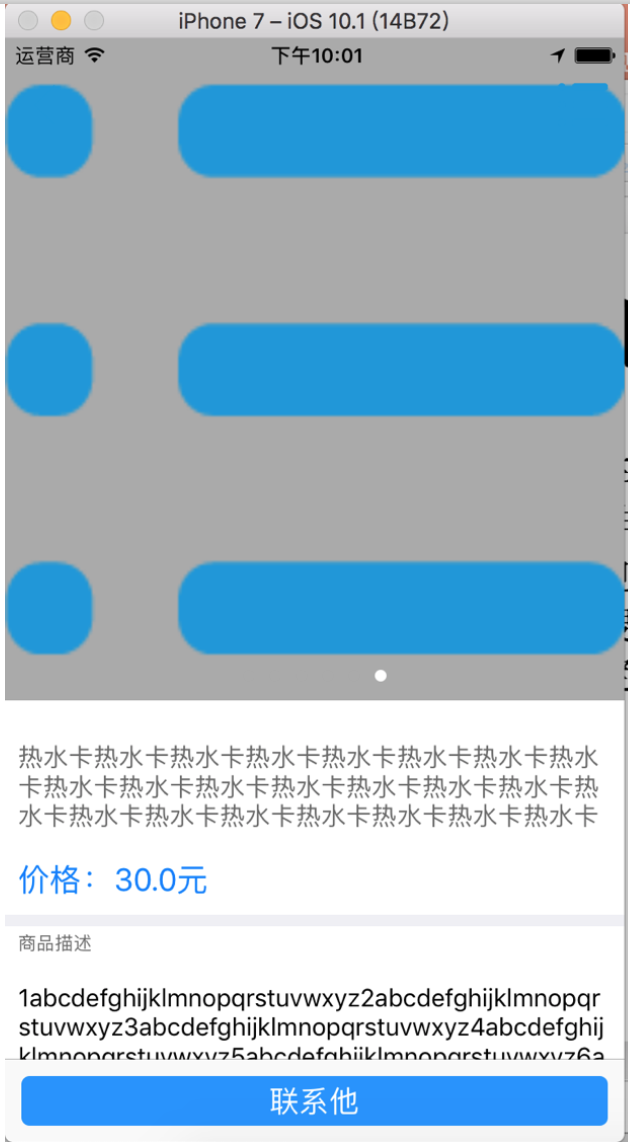 iPhone 7 – iOS 10.1 (14B72)
运营商 下午10:01
热水卡热水卡热水卡热水卡热水卡热水卡热水卡热水
卡热水卡热水卡热水卡热水卡热水卡热水卡热水卡热
水卡热水卡热水卡热水卡热水卡热水卡热水卡热水卡
价格：30.0元
商品描述
1abcdefghijklmnopqrstuvwxyz2abcdefghijklmnopqr
stuvwxyz3abcdefghijklmnopqrstuvwxyz4abcdefghij
klmnopqrstuvwxyz5abcdefghijklmnopqrstuvwxyz6a
联系他